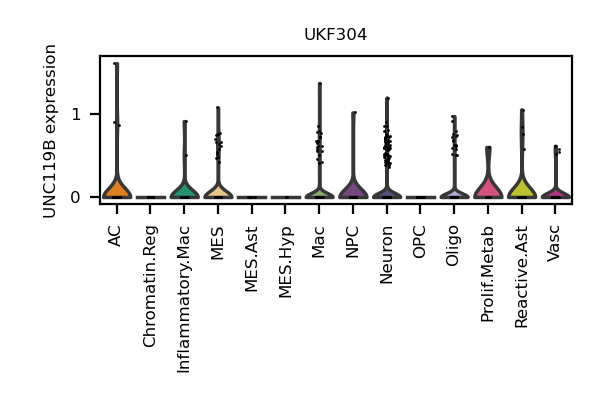 UKF304
UNC119B expression
1
0
AC
Chromatin.Reg
Inflammatory.Mac
MES
MES.Ast
MES.Hyp
Mac
NPC
Neuron
OPC
Oligo
Prolif.Metab
Reactive.Ast
Vasc